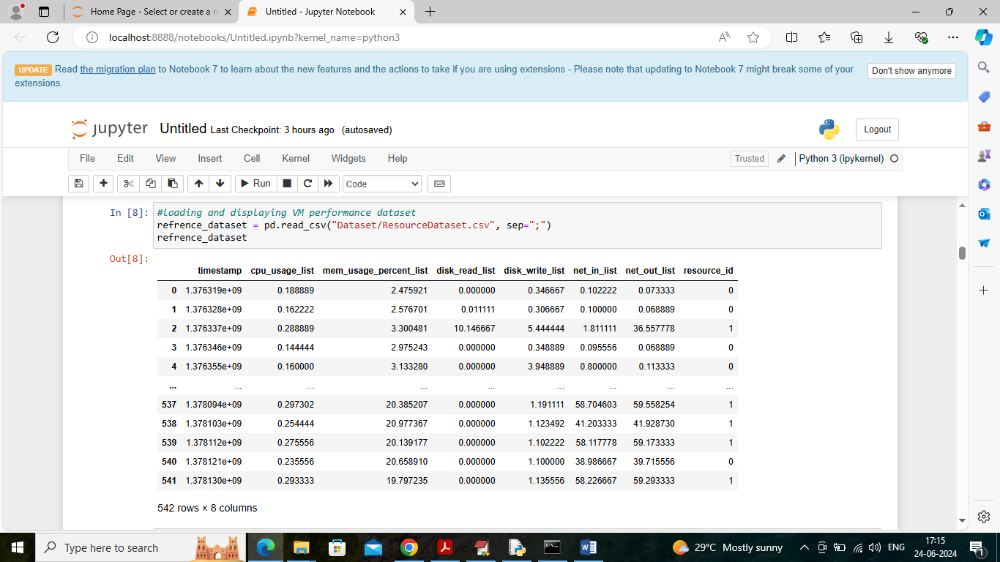 Home Page - Select or create a n
Untitled - Jupyter Notebook
localhost:8888/notebooks/Untitled.ipynb?kernel_name=python3
UPDATE Read the migration plan to Notebook 7 to learn about the new features and the actions to take if you are using extensions - Please note that updating to Notebook 7 might break some of your
extensions.
Don't show anymore
jupyter Untitled Last Checkpoint: 3 hours ago (autosaved)
Logout
File Edit View Insert Cell Kernel Widgets Help
Trusted Python 3 (ipykernel)
Run Code
In [8]: #loading and displaying VM performance dataset
refrence_dataset = pd.read_csv("Dataset/ResourceDataset.csv", sep=";")
refrence_dataset
Out[8]:
timestamp cpu_usage_list mem_usage_percent_list disk_read_list disk_write_list net_in_list net_out_list resource_id
0 1.376319e+09 0.188889 2.475921 0.000000 0.346667 0.102222 0.073333 0
1 1.376328e+09 0.162222 2.576701 0.011111 0.306667 0.100000 0.068889 0
2 1.376337e+09 0.288889 3.300481 10.146667 5.444444 1.811111 36.557778 1
3 1.376346e+09 0.144444 2.975243 0.000000 0.348889 0.095556 0.068889 0
4 1.376355e+09 0.160000 3.133280 0.000000 3.948889 0.800000 0.113333 0
... ... ... ... ... ... ... ... ...
537 1.378094e+09 0.297302 20.385207 0.000000 1.191111 58.704603 59.558254 1
538 1.378103e+09 0.254444 20.977367 0.000000 1.123492 41.203333 41.928730 1
539 1.378112e+09 0.275556 20.139177 0.000000 1.102222 58.117778 59.173333 1
540 1.378121e+09 0.235556 20.658910 0.000000 1.100000 38.986667 39.715556 0
541 1.378130e+09 0.293333 19.797235 0.000000 1.135556 58.226667 59.293333 1
542 rows × 8 columns
Type here to search
29°C Mostly sunny
ENG
17:15
24-06-2024
1